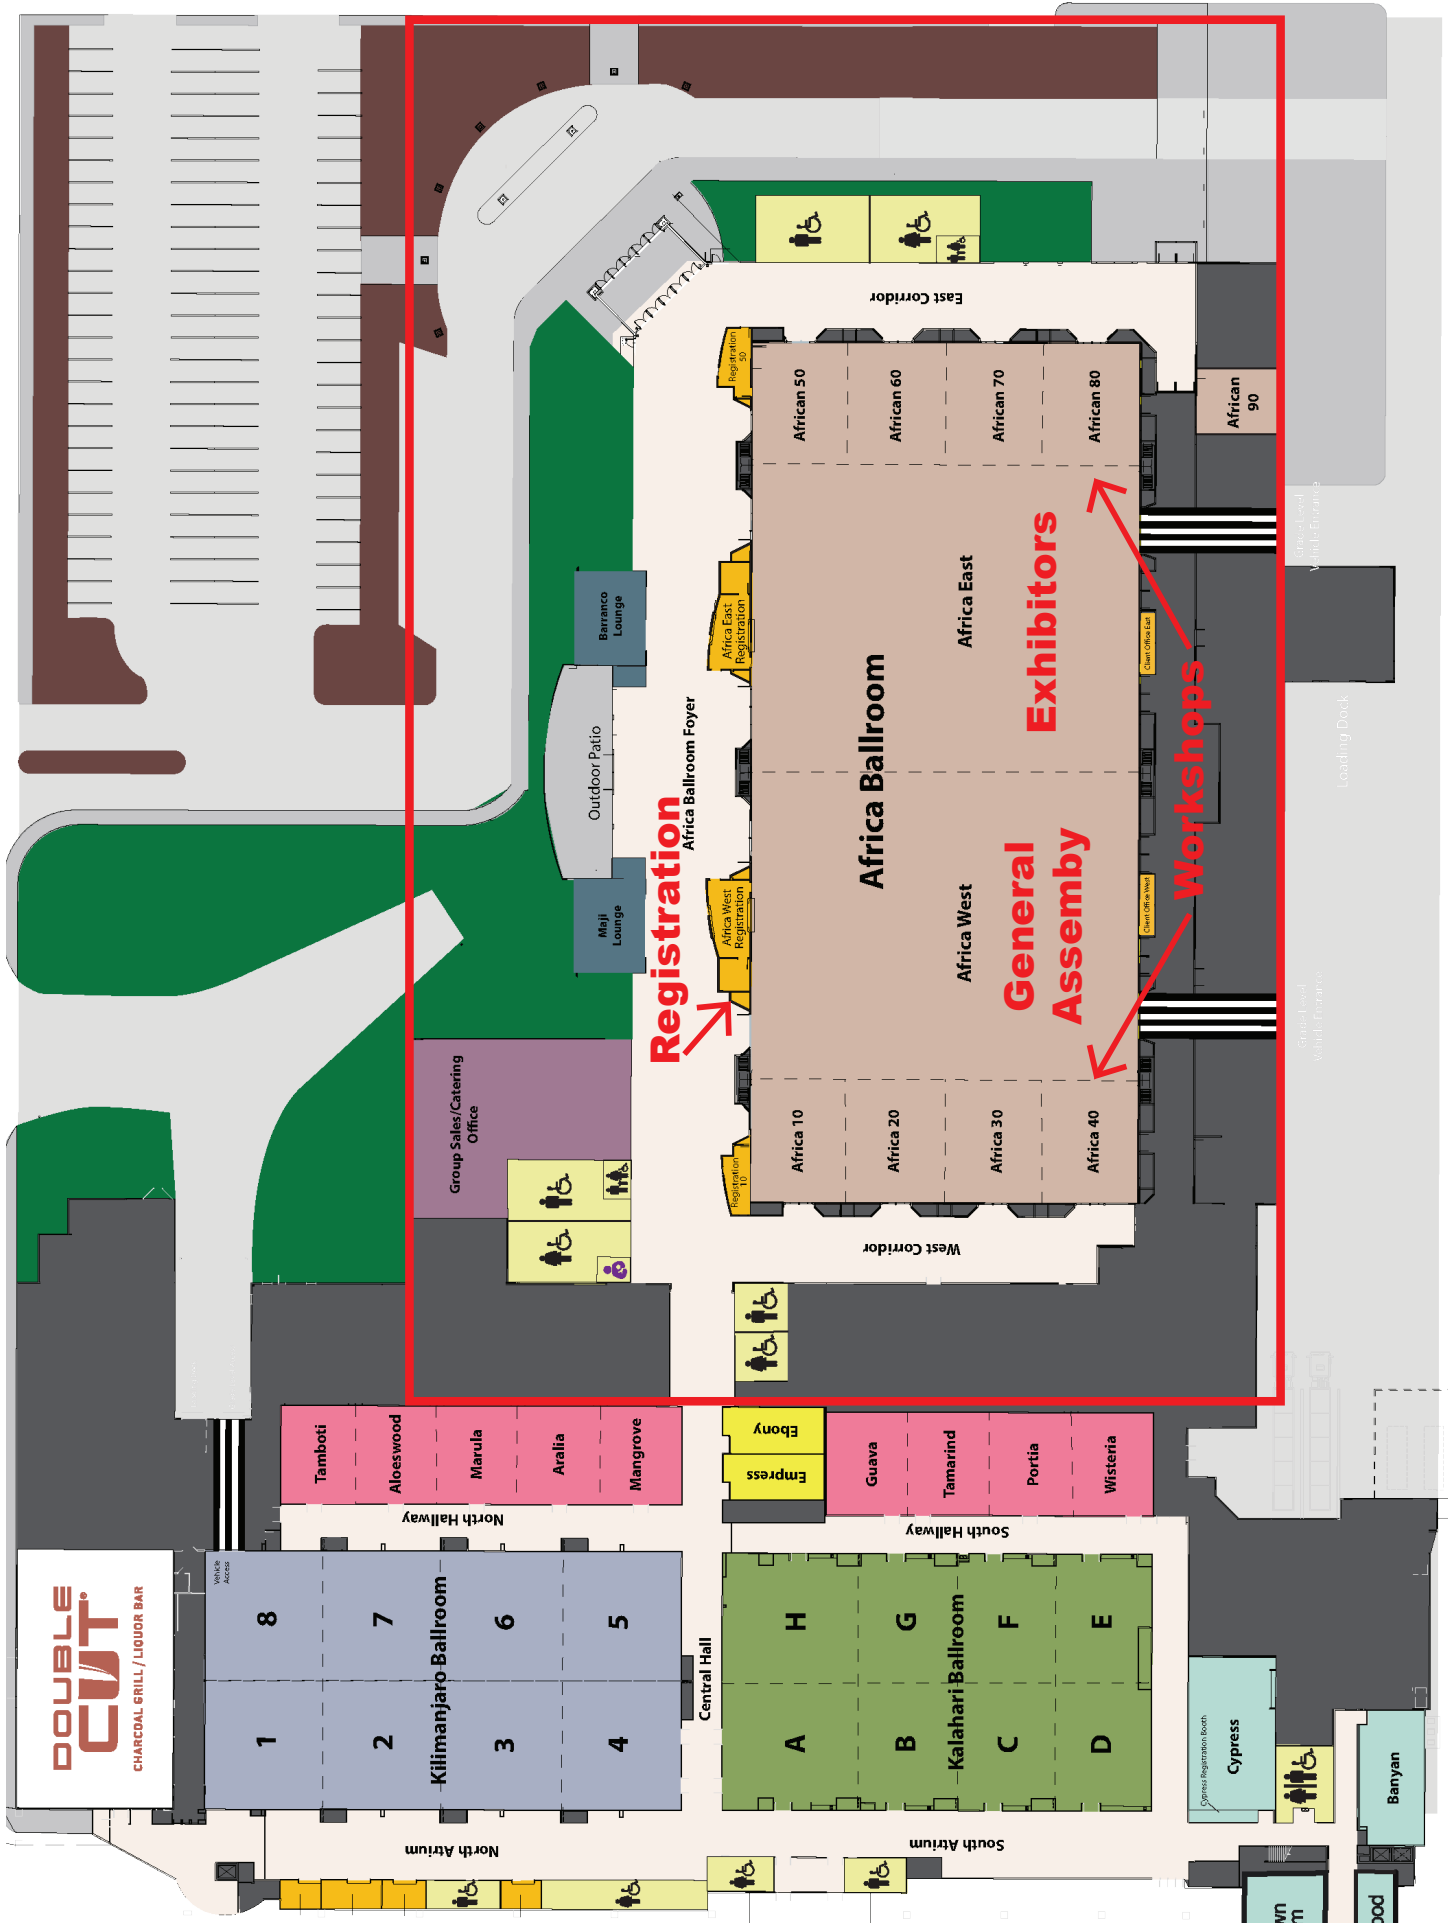 East Corridor
Registration
50
African 50
African 60
African 70
African 80
African
90
Exhibitors
Barranco
Lounge
Africa East
Registration
Africa East
Client Office East
Outdoor Patio
Africa Ballroom Foyer
Africa Ballroom
Workshops
Loading Dock
Registration
Maji
Lounge
Africa West
Registration
Africa West
General
Assemby
Client Office West
Group Sales/Catering
Office
Registration
10
Africa 10
Africa 20
Africa 30
Africa 40
West Corridor
Tamboti
Aloeswood
Marula
Aralia
Mangrove
Ebony
Empress
Guava
Tamarind
Portia
Wisteria
North Hallway
South Hallway
Vehicle
Access
DOUBLE
CUT
CHARCOAL GRILL / LIQUOR BAR
8
7
6
5
Kilimanjaro Ballroom
1
2
3
4
Central Hall
H
G
F
E
Kalahari Ballroom
A
B
C
D
Cypress Registration Booth
Cypress
Banyan
North Atrium
South Atrium